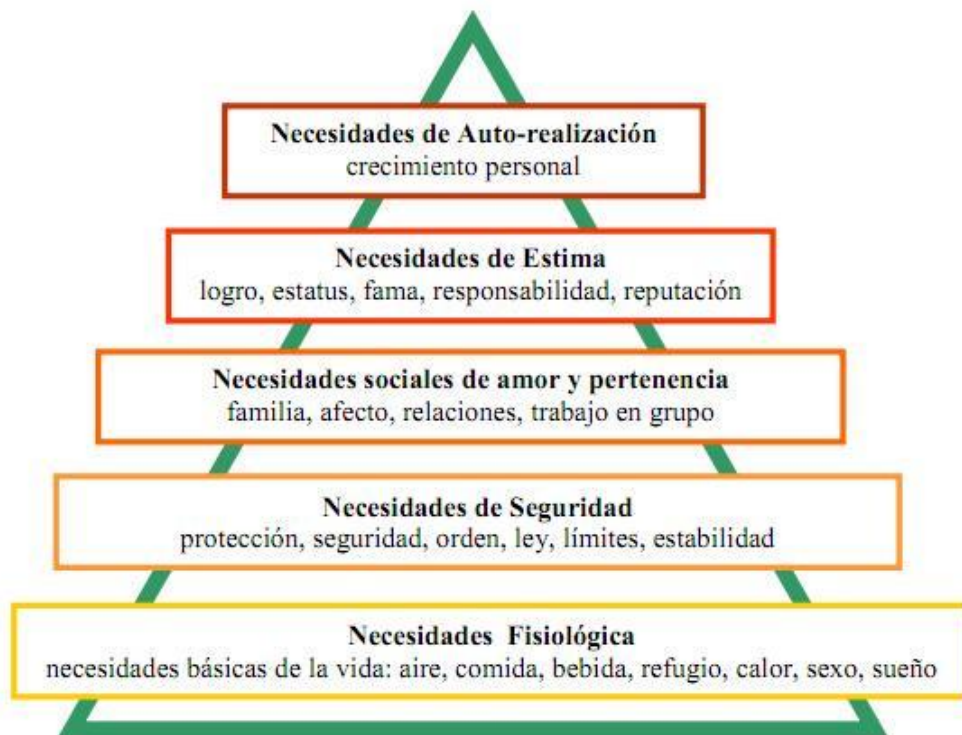 Necesidades de Auto-realización
crecimiento personal
Necesidades de Estima
logro, estatus, fama, responsabilidad, reputación
Necesidades sociales de amor y pertenencia
familia, afecto, relaciones, trabajo en grupo
Necesidades de Seguridad
protección, seguridad, orden, ley, límites, estabilidad
Necesidades Fisiológica
necesidades básicas de la vida: aire, comida, bebida, refugio, calor, sexo, sueño